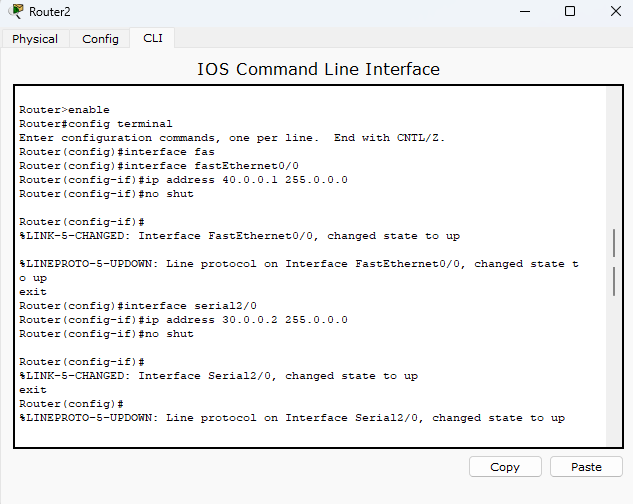 Router2
Physical Config CLI
IOS Command Line Interface
Router>enable
Router#config terminal
Enter configuration commands, one per line.  End with CNTL/Z.
Router(config)#interface fas
Router(config)#interface fastEthernet0/0
Router(config-if)#ip address 40.0.0.1 255.0.0.0
Router(config-if)#no shut
Router(config-if)#
%LINK-5-CHANGED: Interface FastEthernet0/0, changed state to up
%LINEPROTO-5-UPDOWN: Line protocol on Interface FastEthernet0/0, changed state t
o up
exit
Router(config)#interface serial2/0
Router(config-if)#ip address 30.0.0.2 255.0.0.0
Router(config-if)#no shut
Router(config-if)#
%LINK-5-CHANGED: Interface Serial2/0, changed state to up
exit
Router(config)#
%LINEPROTO-5-UPDOWN: Line protocol on Interface Serial2/0, changed state to up
Copy Paste